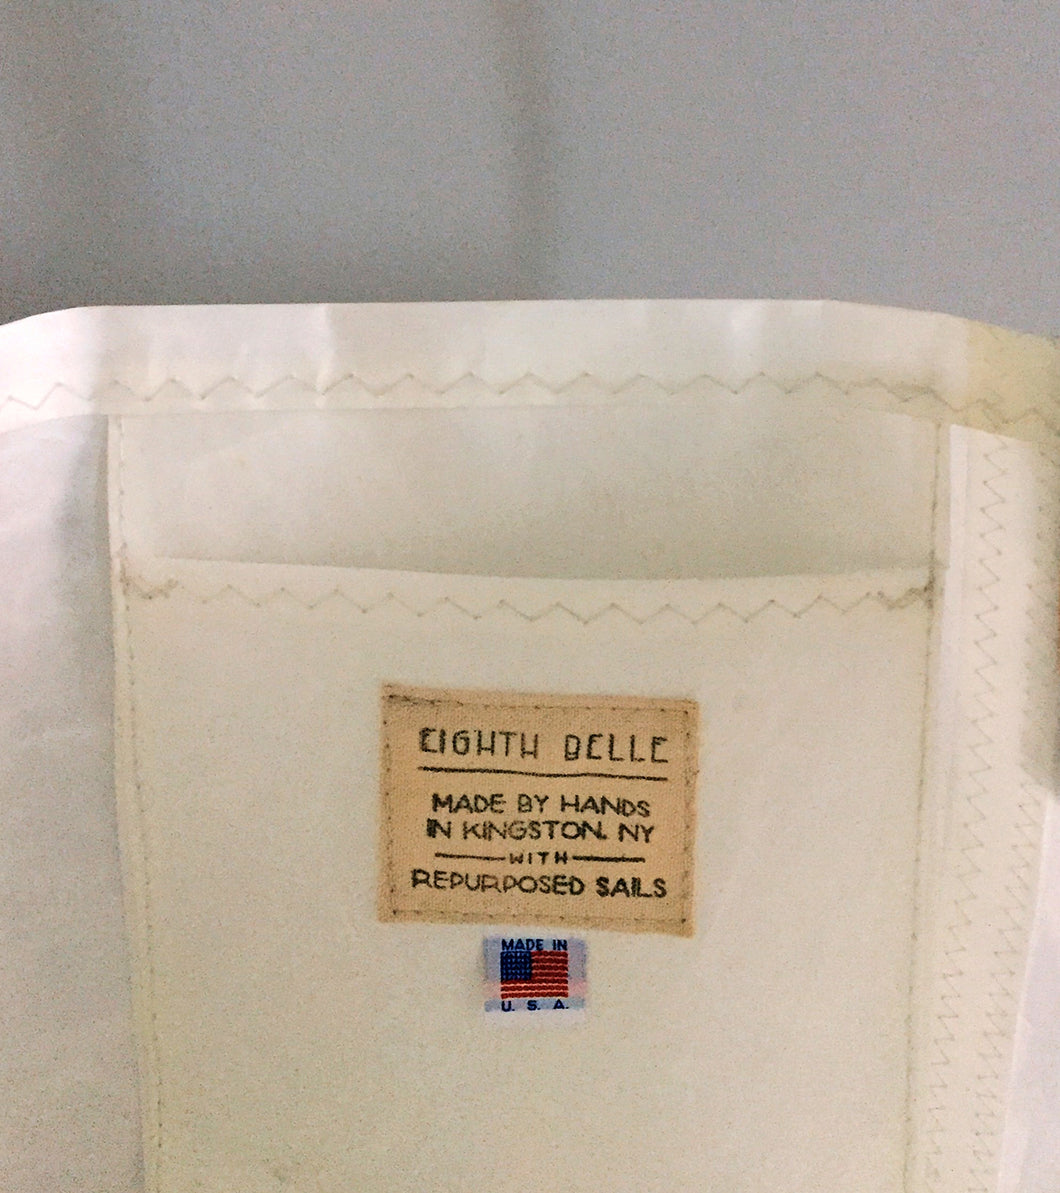 EIGHTH BELLE
MADE BY HANDS
IN KINGSTON, NY
WITH
REPURPOSED SAILS
MADE IN
U. S. A.